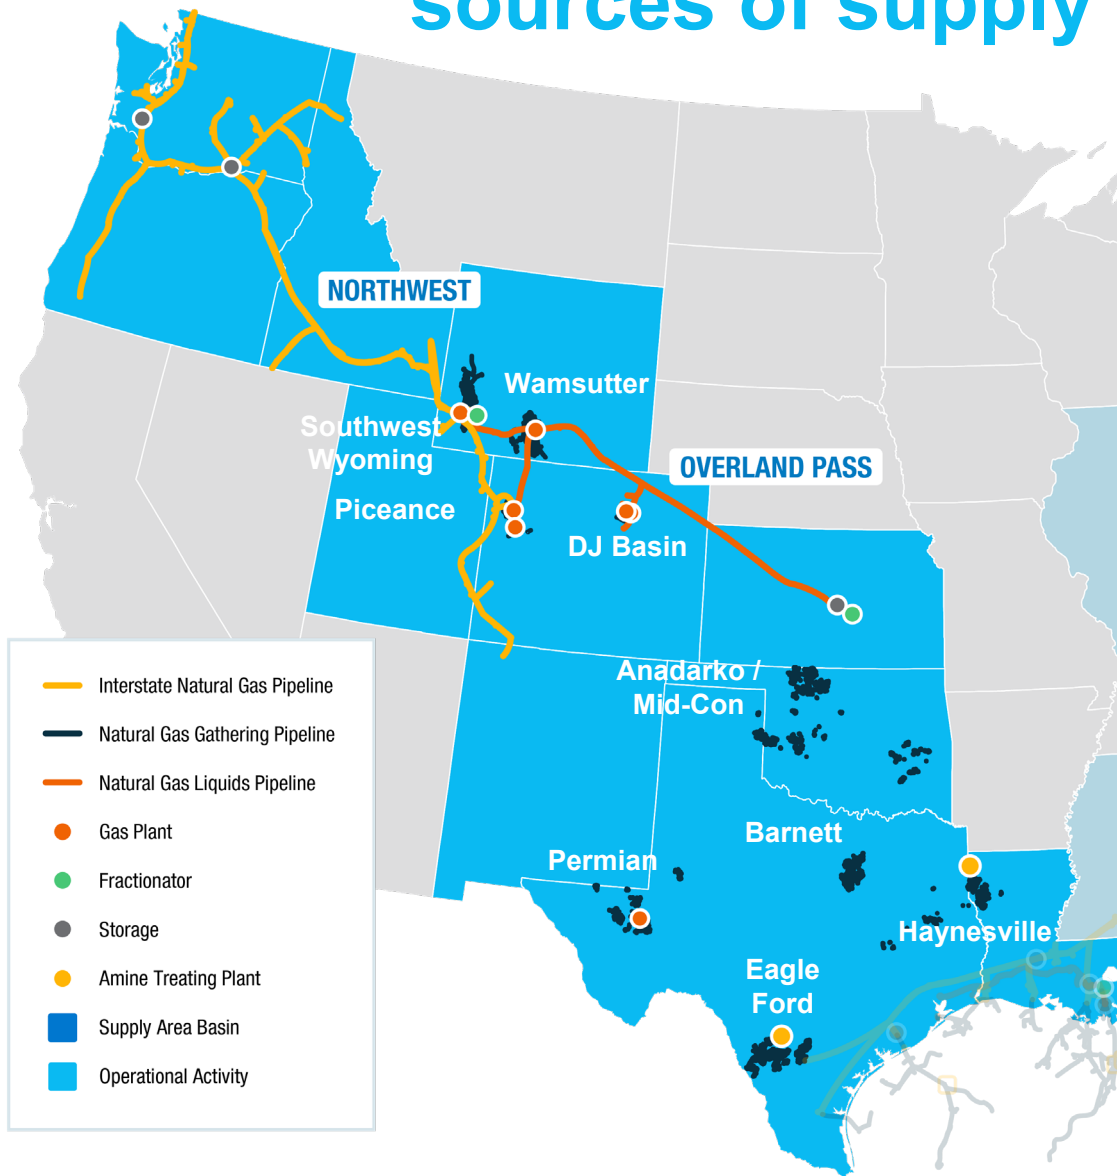 sources of supply
NORTHWEST
Wamsutter
Southwest
Wyoming
OVERLAND PASS
Piceance
DJ Basin
Anadarko /
Mid-Con
Barnett
Permian
Haynesville
Eagle
Ford
Interstate Natural Gas Pipeline
Natural Gas Gathering Pipeline
Natural Gas Liquids Pipeline
Gas Plant
Fractionator
Storage
Amine Treating Plant
Supply Area Basin
Operational Activity